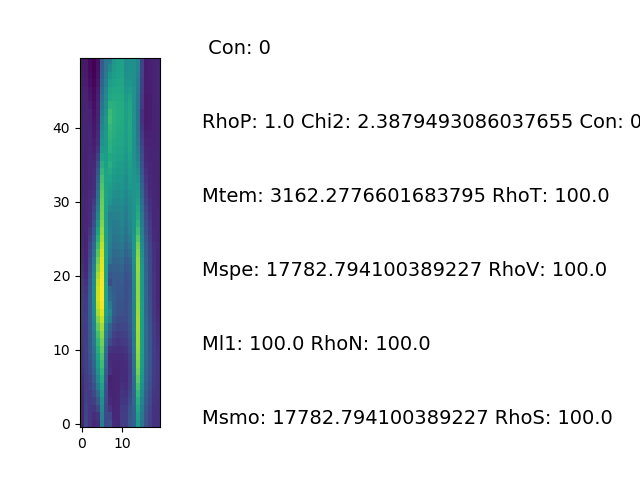 Con: 0
RhoP: 1.0 Chi2: 2.3879493086037655 Con: 0
Mtem: 3162.2776601683795 RhoT: 100.0
Mspe: 17782.794100389227 RhoV: 100.0
Ml1: 100.0 RhoN: 100.0
Msmo: 17782.794100389227 RhoS: 100.0
40
30
20
10
0
0 10